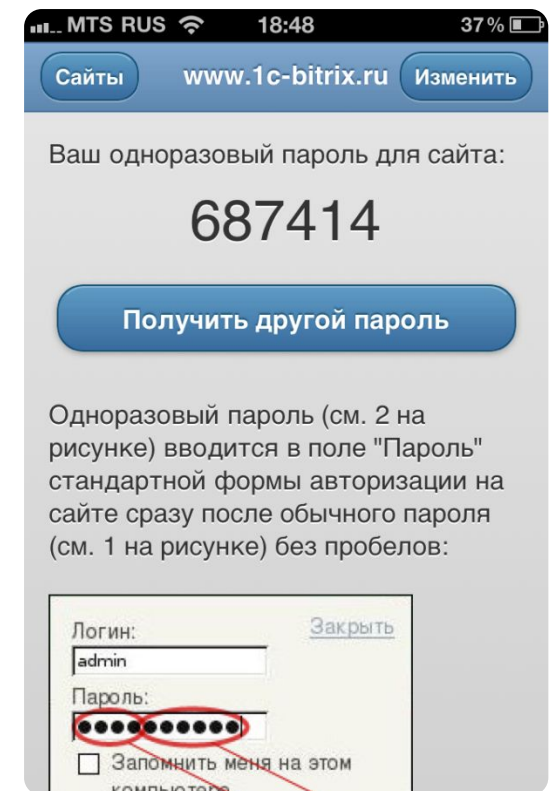 MTS RUS 18:48 37%
Сайты www.1c-bitrix.ru Изменить
Ваш одноразовый пароль для сайта:
687414
Получить другой пароль
Одноразовый пароль (см. 2 на
рисунке) вводится в поле "Пароль"
стандартной формы авторизации на
сайте сразу после обычного пароля
(см. 1 на рисунке) без пробелов:
Логин: Закрыть
admin
Пароль:
Запомнить меня на этом
компьютере